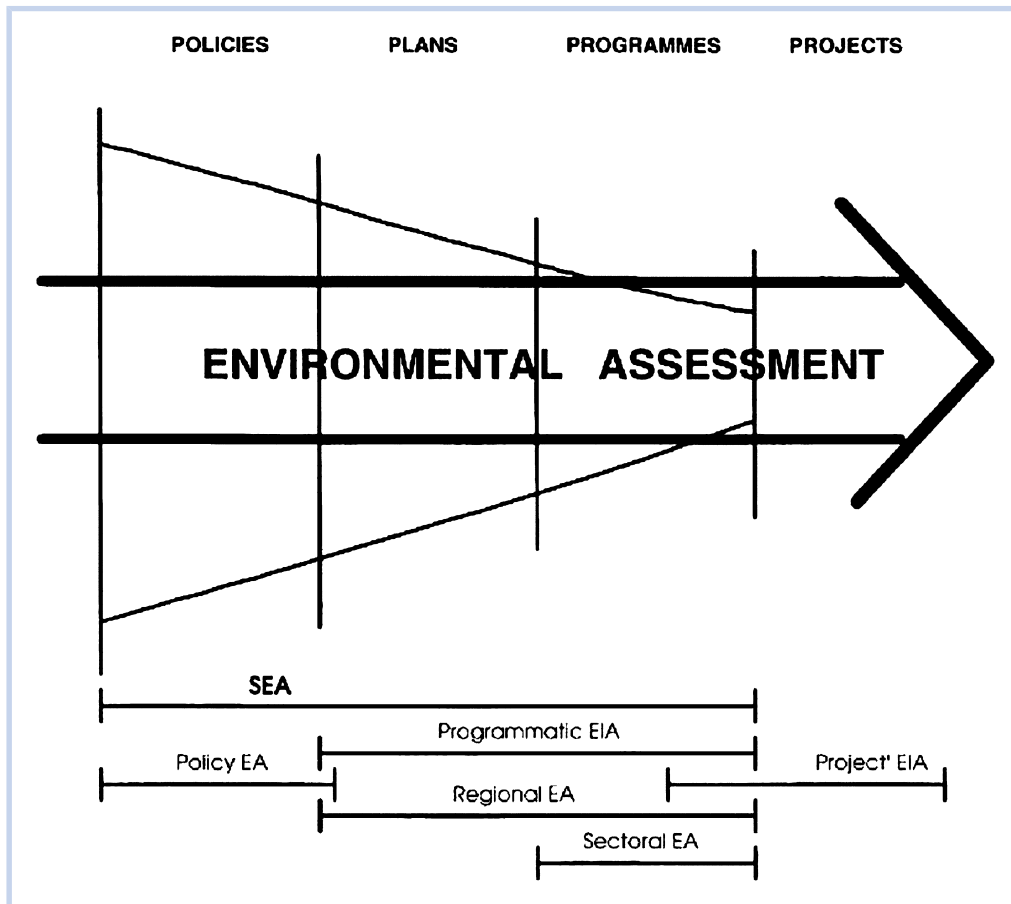 POLICIES PLANS PROGRAMMES PROJECTS
ENVIRONMENTAL ASSESSMENT
SEA
Programmatic EIA
Policy EA
Project' EIA
Regional EA
Sectoral EA